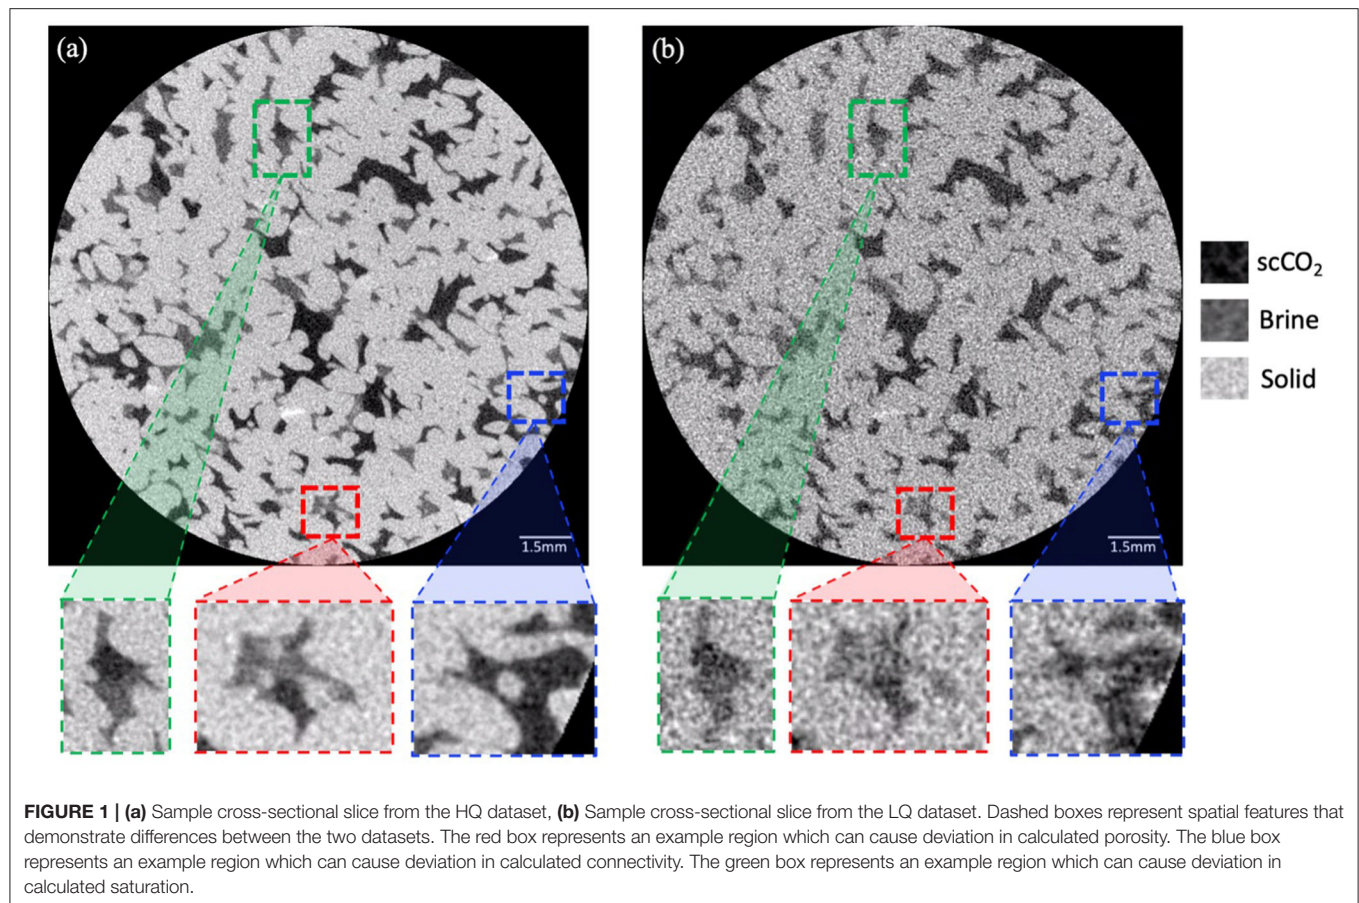 (a)
(b)
scCO₂
Brine
Solid
1.5mm
1.5mm
FIGURE 1 | (a) Sample cross-sectional slice from the HQ dataset, (b) Sample cross-sectional slice from the LQ dataset. Dashed boxes represent spatial features that
demonstrate differences between the two datasets. The red box represents an example region which can cause deviation in calculated porosity. The blue box
represents an example region which can cause deviation in calculated connectivity. The green box represents an example region which can cause deviation in
calculated saturation.